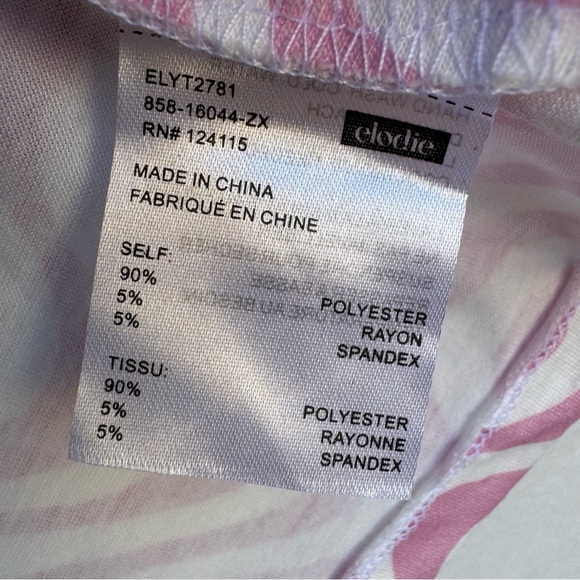 ELYT2781
858-16044-ZX
RN# 124115
elodie
MADE IN CHINA
FABRIQUÉ EN CHINE
SELF:
90% POLYESTER
5% RAYON
5% SPANDEX
TISSU:
90% POLYESTER
5% RAYONNE
5% SPANDEX